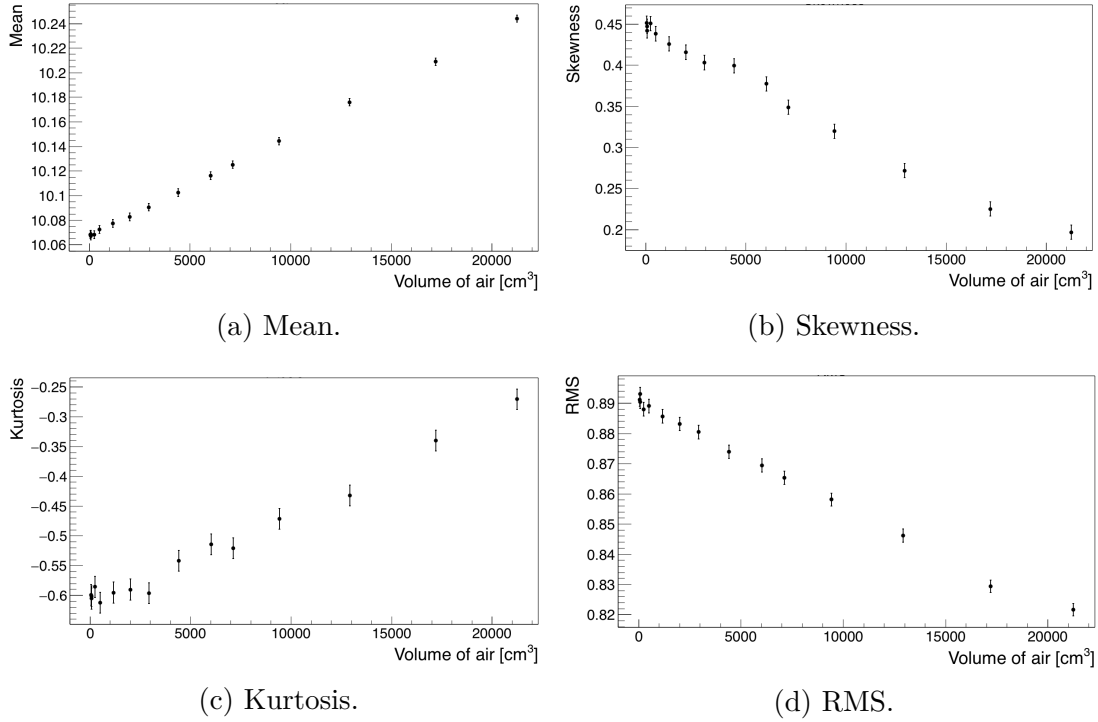 Mean
10.24
10.22
10.2
10.18
10.16
10.14
10.12
10.1
10.08
10.06
0 5000 10000 15000 20000
Volume of air [cm³]
(a) Mean.
Skewness
0.45
0.4
0.35
0.3
0.25
0.2
0 5000 10000 15000 20000
Volume of air [cm³]
(b) Skewness.
Kurtosis
−0.25
−0.3
−0.35
−0.4
−0.45
−0.5
−0.55
−0.6
0 5000 10000 15000 20000
Volume of air [cm³]
(c) Kurtosis.
RMS
0.89
0.88
0.87
0.86
0.85
0.84
0.83
0.82
0 5000 10000 15000 20000
Volume of air [cm³]
(d) RMS.